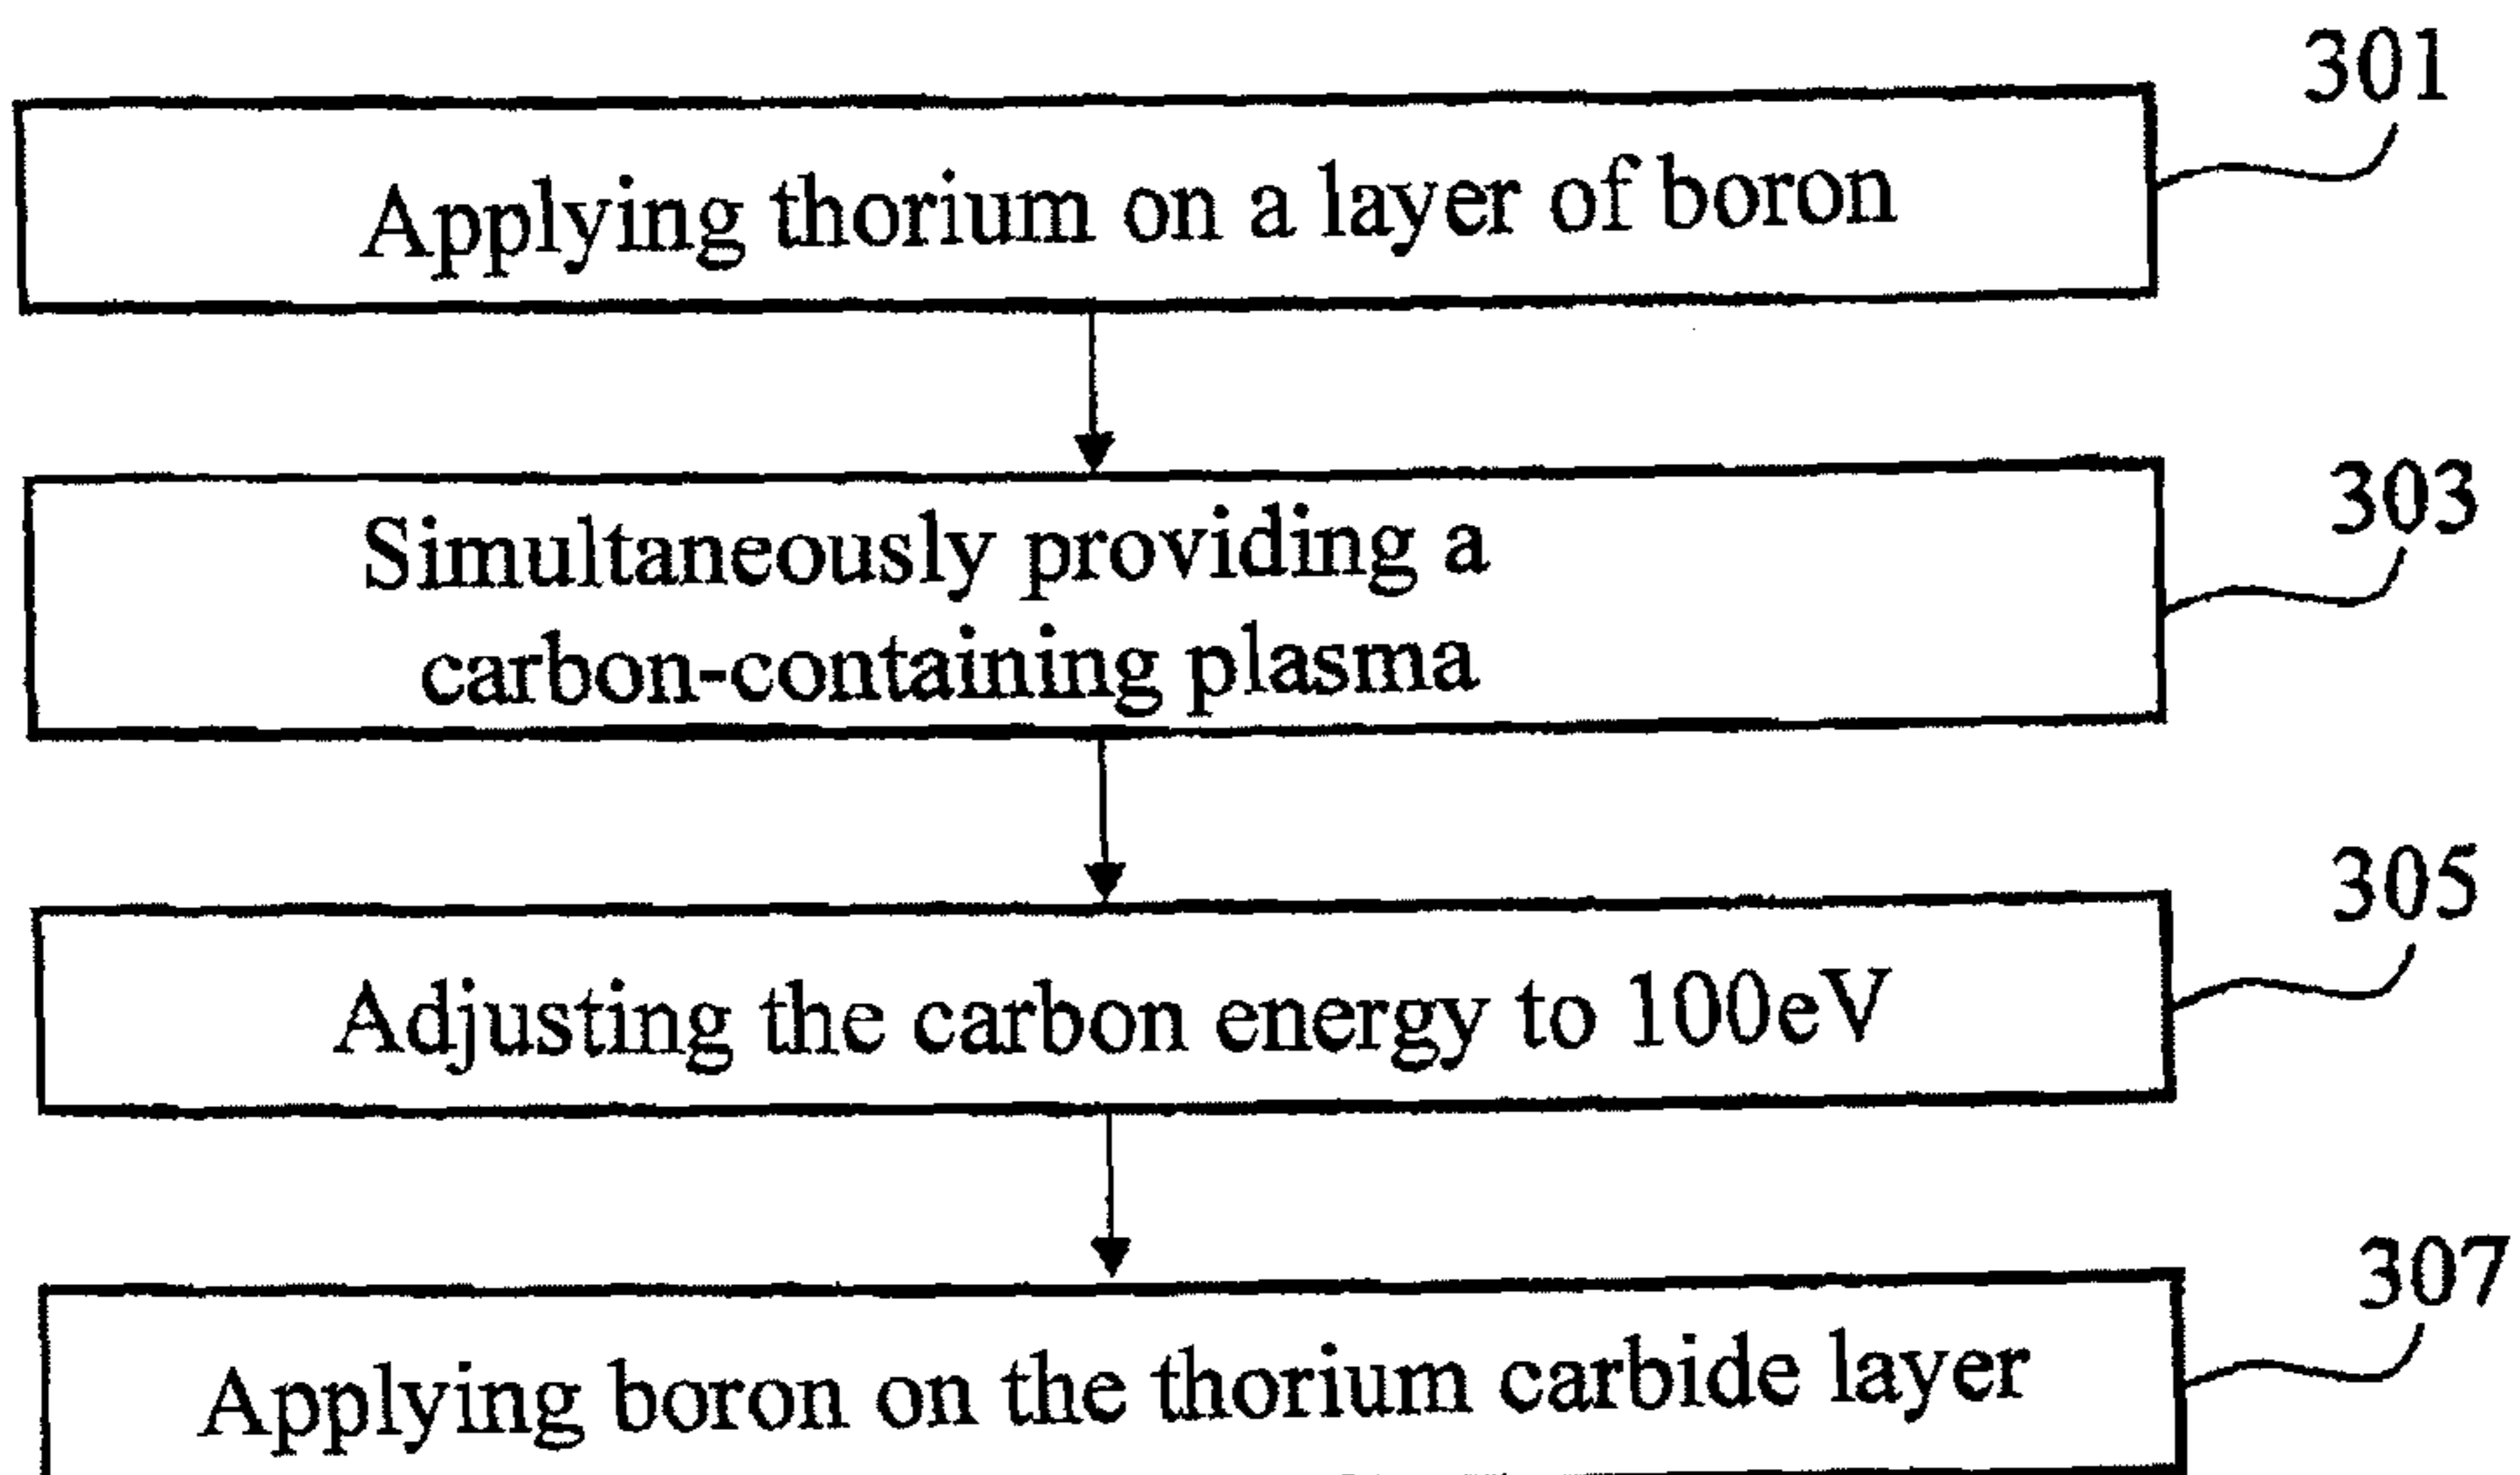 301
Applying thorium on a layer of boron
303
Simultaneously providing a
carbon-containing plasma
305
Adjusting the carbon energy to 100eV
307
Applying boron on the thorium carbide layer